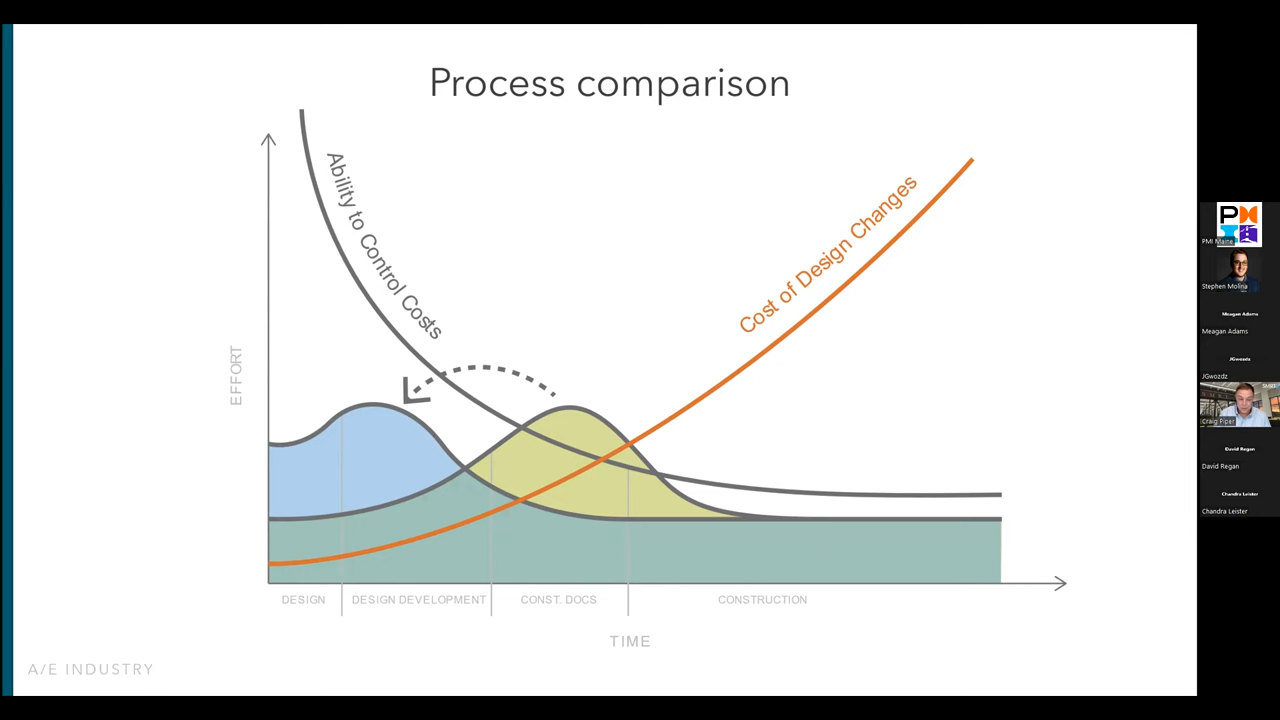 Process comparison
Ability to Control Costs
Cost of Design Changes
EFFORT
DESIGN
DESIGN DEVELOPMENT
CONST. DOCS
CONSTRUCTION
TIME
A/E INDUSTRY
PMI Maine
Stephen Molina
Meagan Adams
Meagan Adams
JGwozdz
JGwozdz
SMRT
Craig Piper
David Regan
David Regan
Chandra Leister
Chandra Leister